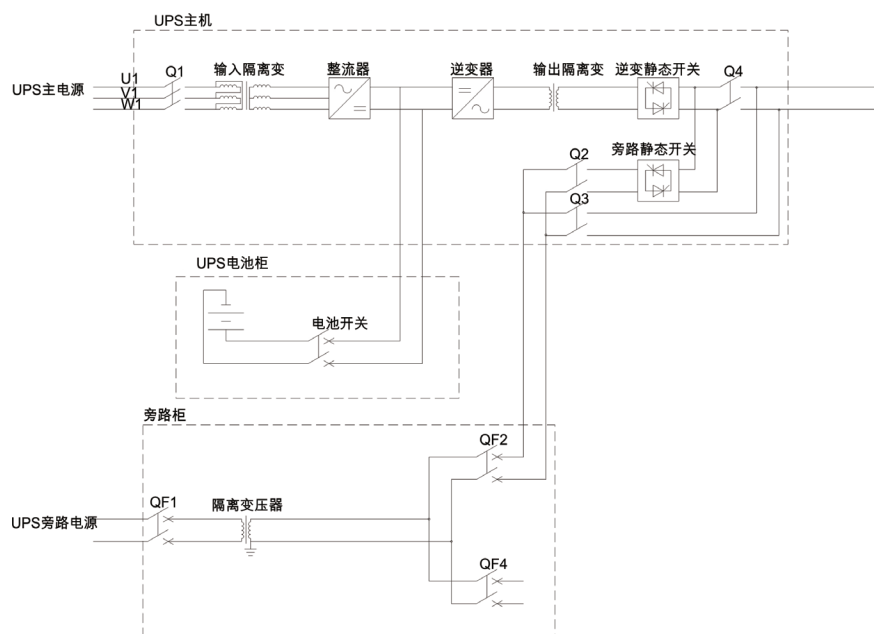 UPS主机
Q1
输入隔离变
整流器
逆变器
输出隔离变
逆变静态开关
Q4
UPS主电源
U1
V1
W1
Q2
旁路静态开关
Q3
UPS电池柜
电池开关
旁路柜
QF2
QF1
隔离变压器
UPS旁路电源
QF4